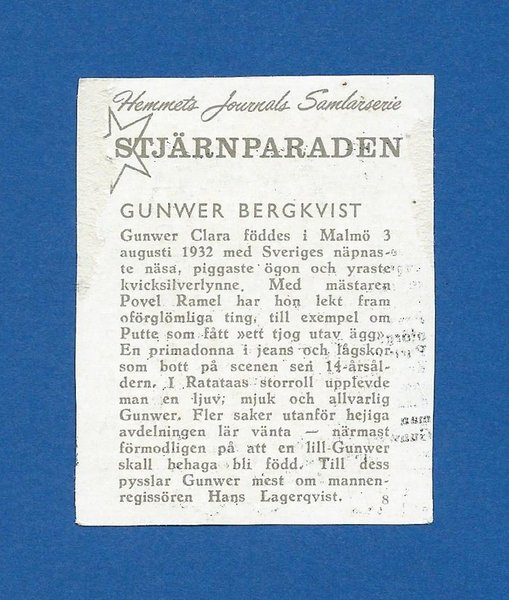 Hemmets Journals Samlarserie
STJÄRNPARADEN
GUNWER BERGKVIST
Gunwer Clara föddes i Malmö 3
augusti 1932 med Sveriges näpnas-
te näsa, piggaste ögon och yraste
kvicksilverlynne. Med mästaren
Povel Ramel har hon lekt fram
oförglömliga ting, till exempel om
Putte som fått »ett tjog utav ägg»
En primadonna i jeans och lågskor
som bott på scenen sen 14-årsål-
dern. I Ratataas storroll upplevde
man en ljuv, mjuk och allvarlig
Gunwer. Fler saker utanför hejiga
avdelningen lär vänta — närmast
förmodligen på att en lill-Gunwer
skall behaga bli född. Till dess
pysslar Gunwer mest om mannen-
regissören Hans Lagerqvist. 8